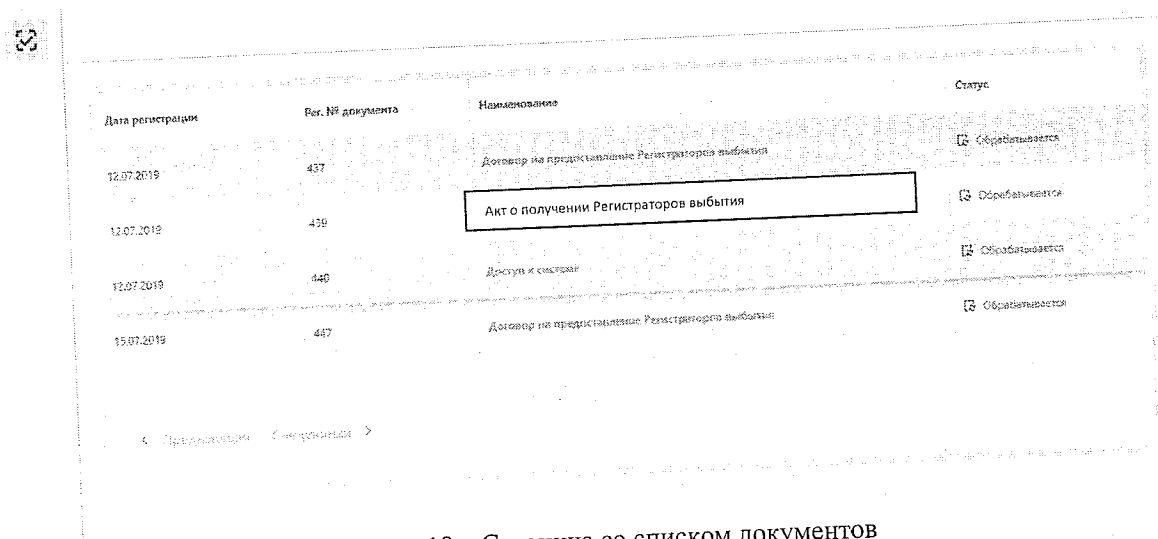 Дата регистрации Рег. № документа Наименование Статус
12.07.2019 437 Договор на предоставление Регистраторов выбытия Обрабатывается
12.07.2019 439 Акт о получении Регистраторов выбытия Обрабатывается
12.07.2019 440 Доступ к системе Обрабатывается
15.07.2019 447 Договор на предоставление Регистраторов выбытия Обрабатывается
< Предыдущая Следующая >
со списком документов